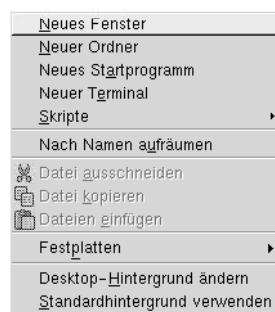 Neues Fenster
Neuer Ordner
Neues Startprogramm
Neuer Terminal
Skripte
Nach Namen aufräumen
Datei ausschneiden
Datei kopieren
Dateien einfügen
Festplatten
Desktop-Hintergrund ändern
Standardhintergrund verwenden